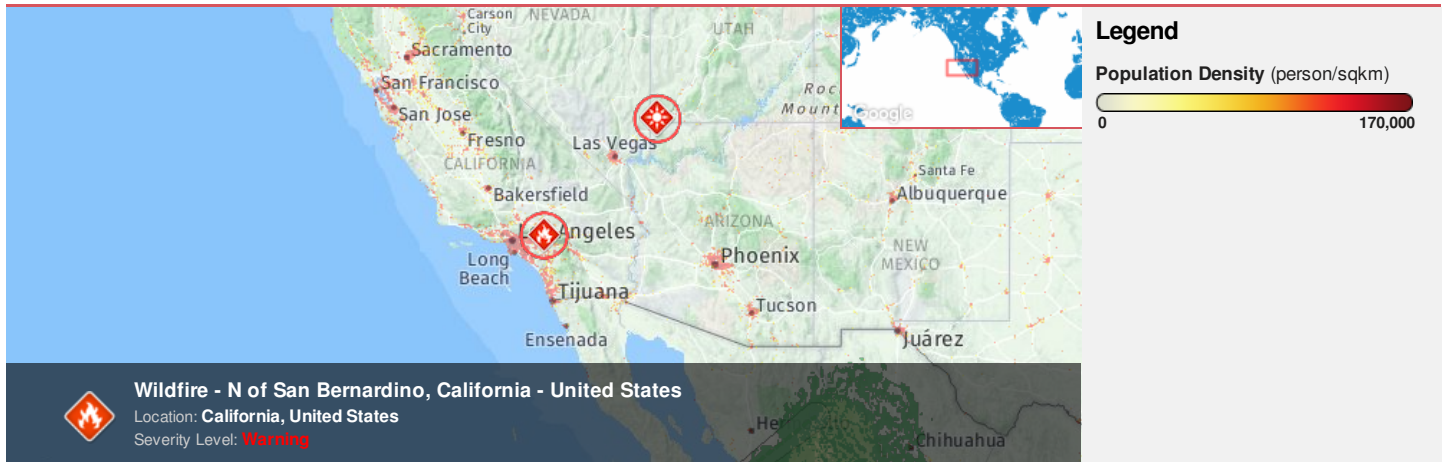 Carson
City
NEVADA
UTAH
Sacramento
San Francisco
San Jose
Fresno
CALIFORNIA
Las Vegas
Roc
Mount
Google
Bakersfield
Santa Fe
Albuquerque
ARIZONA
Angeles
Long
Beach
Phoenix
NEW
MEXICO
Tijuana
Tucson
Ensenada
Juárez
Chihuahua
Wildfire - N of San Bernardino, California - United States
Location: California, United States
Severity Level: Warning
Legend
Population Density (person/sqkm)
0 170,000